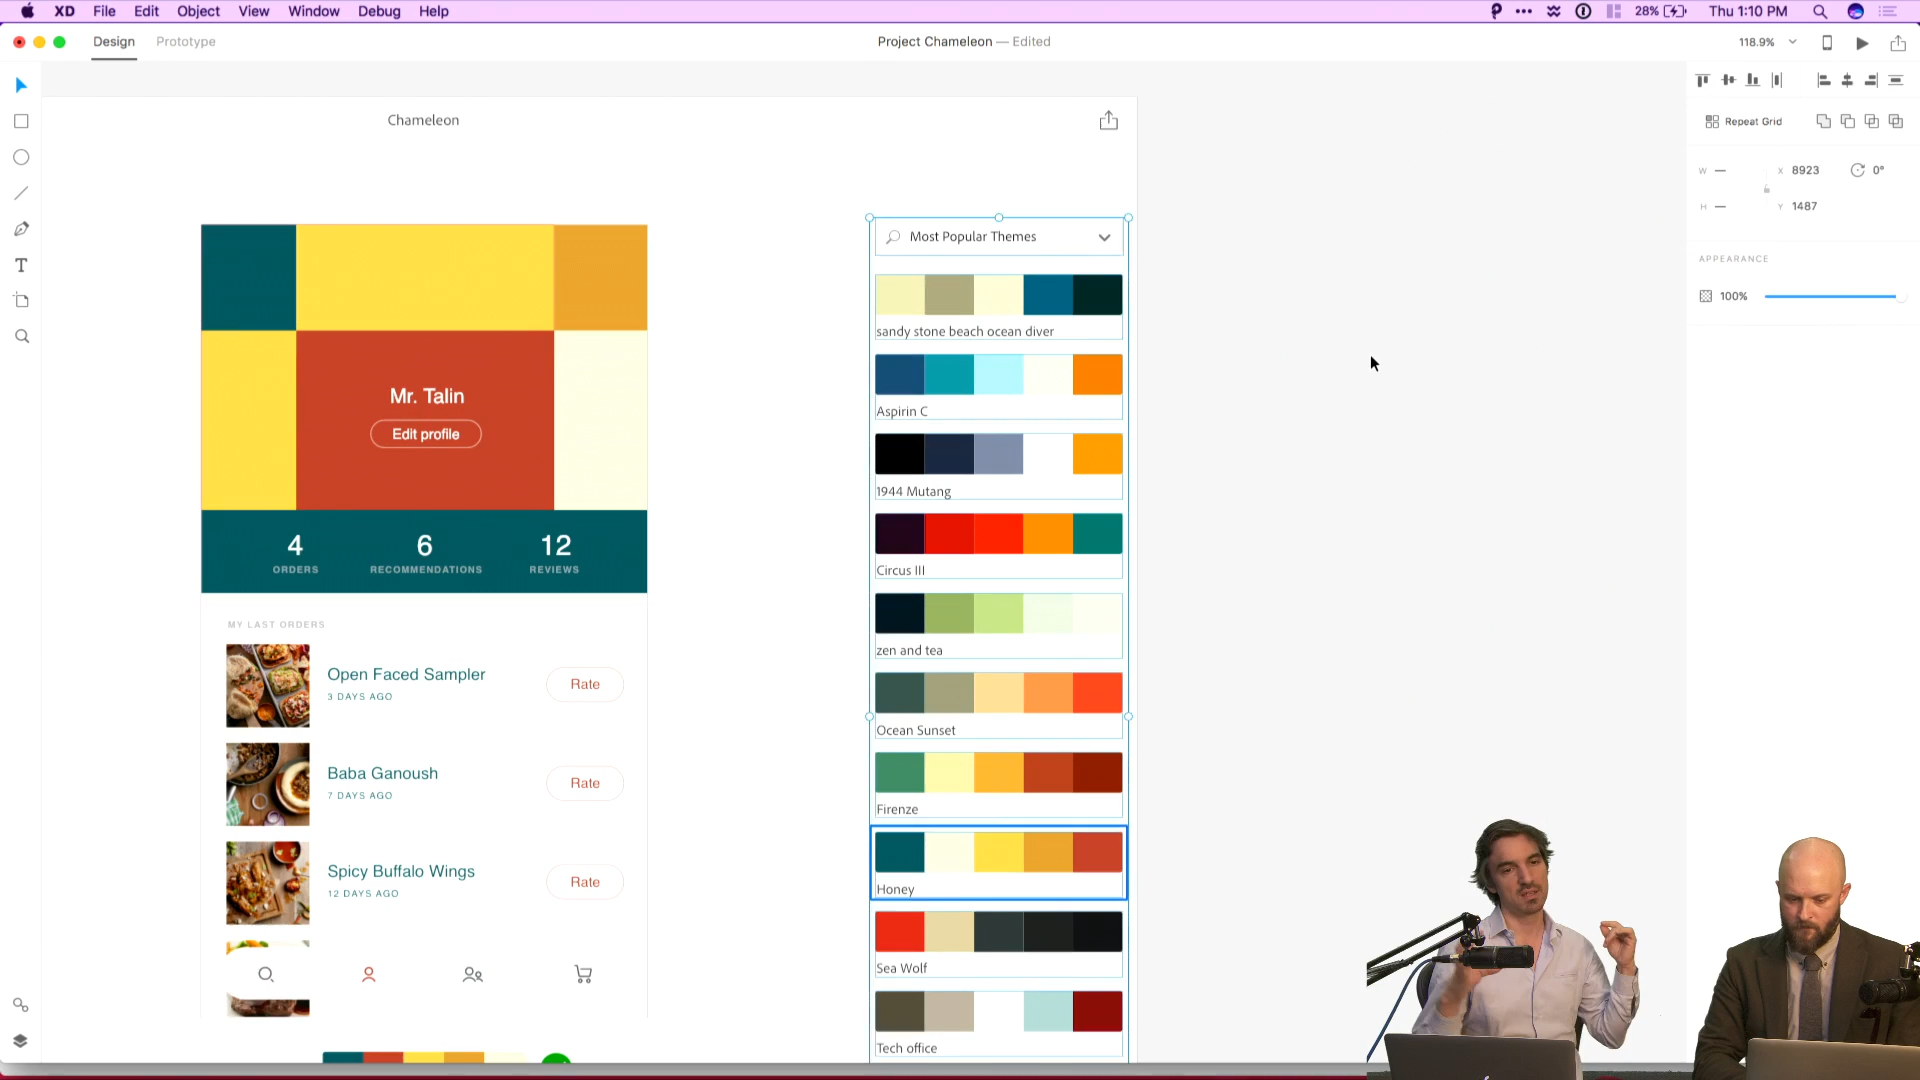 XD File Edit Object View Window Debug Help
28% Thu 1:10 PM
Design Prototype
Project Chameleon — Edited
118.9%
Chameleon
Repeat Grid
W — X 8923 0°
H — Y 1487
APPEARANCE
100%
Mr. Talin
Edit profile
4 6 12
ORDERS RECOMMENDATIONS REVIEWS
MY LAST ORDERS
Open Faced Sampler
3 DAYS AGO
Rate
Baba Ganoush
7 DAYS AGO
Rate
Spicy Buffalo Wings
12 DAYS AGO
Rate
Most Popular Themes
sandy stone beach ocean diver
Aspirin C
1944 Mutang
Circus III
zen and tea
Ocean Sunset
Firenze
Honey
Sea Wolf
Tech office